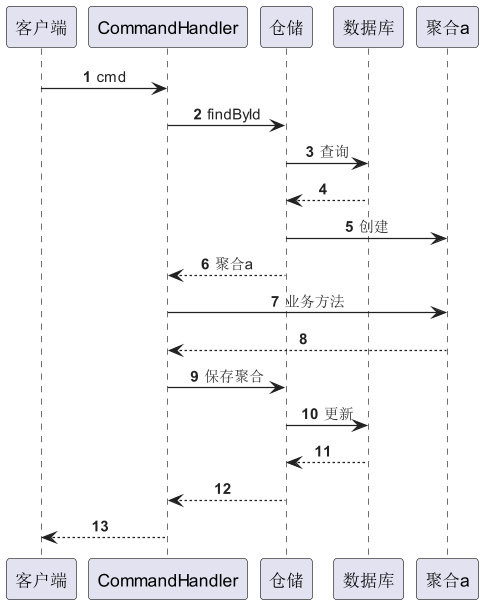 客户端 CommandHandler 仓储 数据库 聚合a
1 cmd
2 findById
3 查询
4
5 创建
6 聚合a
7 业务方法
8
9 保存聚合
10 更新
11
12
13
客户端 CommandHandler 仓储 数据库 聚合a